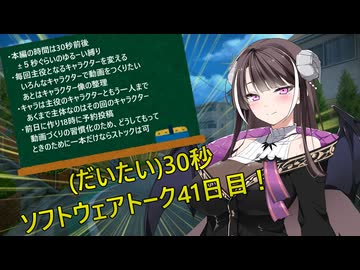 ・本編の時間は30秒前後
±5秒ぐらいのゆるーい縛り
・毎回主役となるキャラクターを変える
いろんなキャラクターで動画をつくりたい
あとはキャラクター像の整理
・キャラは主役のキャラクターともう一人まで
あくまで主体なのはその回のキャラクター
・前日に作り18時に予約投稿
動画づくりの習慣化のため、どうしてもって
ときのために一本だけならストックは可
(だいたい)30秒
ソフトウェアトーク41日目！